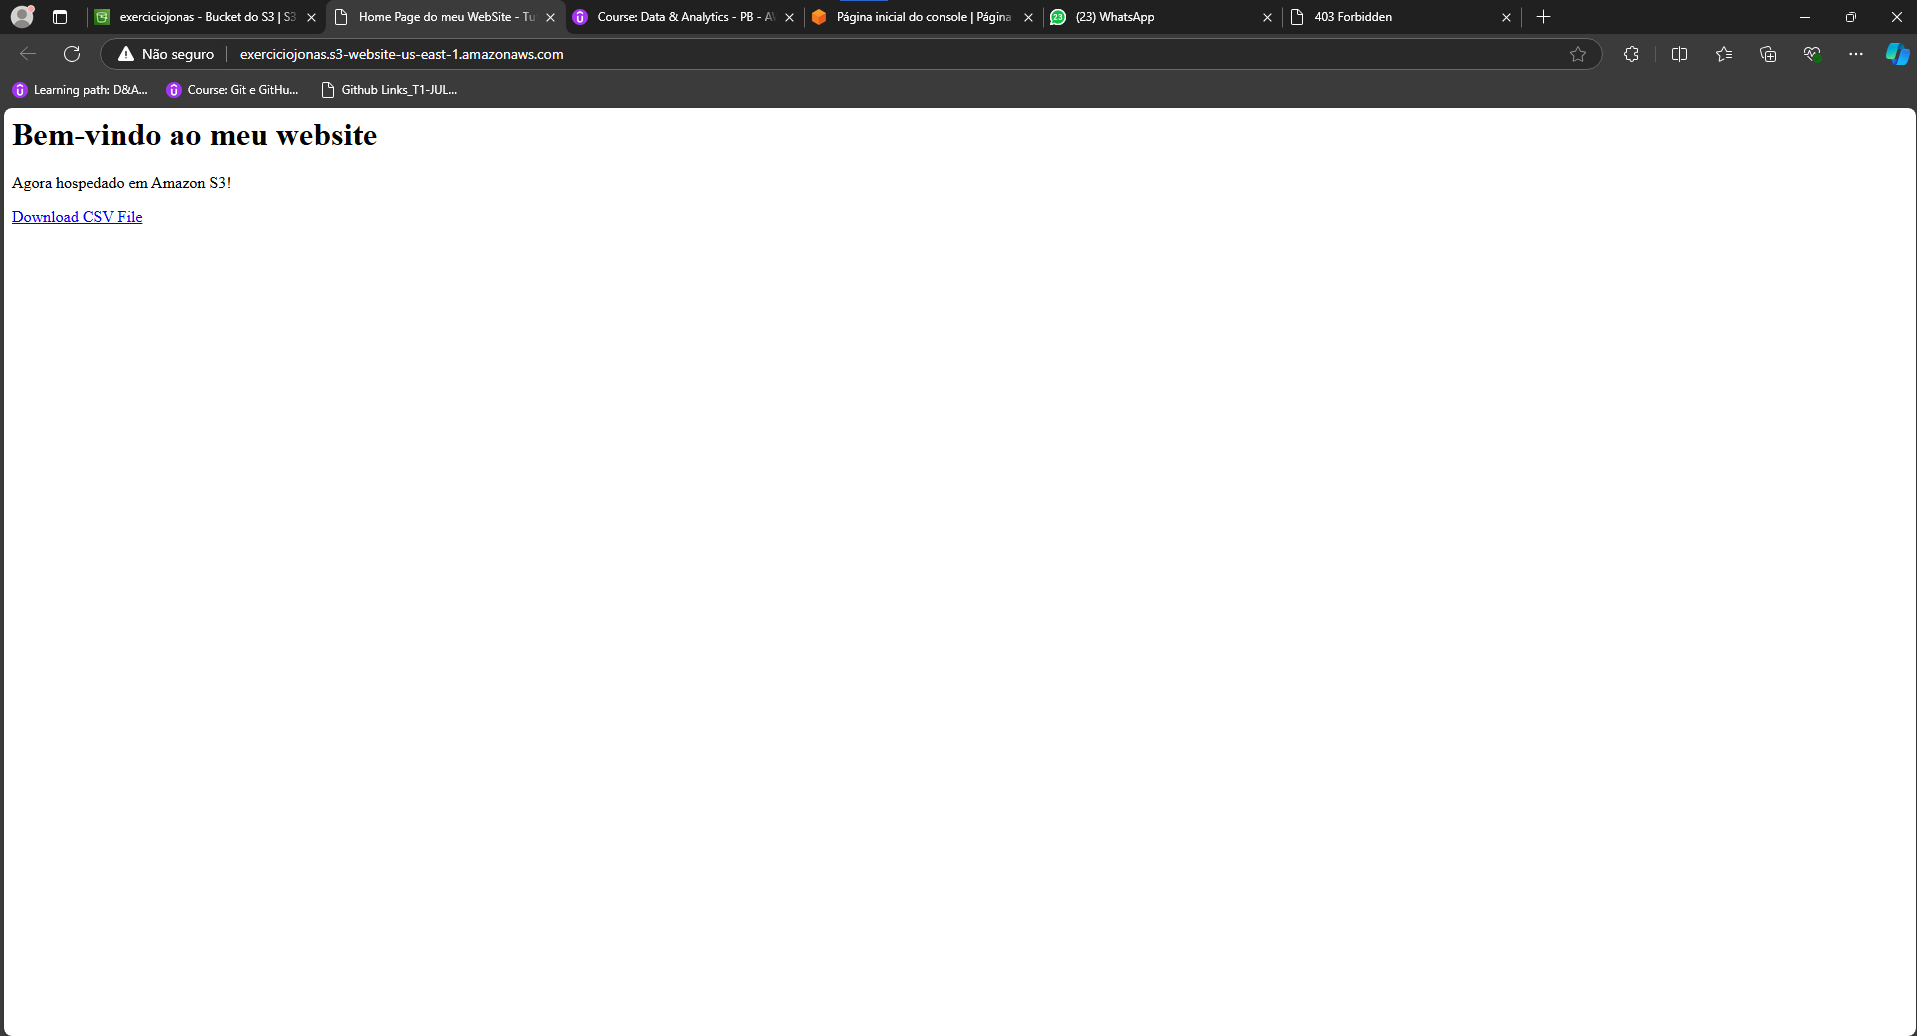 exerciciojonas - Bucket do S3 | S3
Home Page do meu WebSite - Tu
Course: Data & Analytics - PB - AW
Página inicial do console | Página
23
(23) WhatsApp
403 Forbidden
Não seguro
exerciciojonas.s3-website-us-east-1.amazonaws.com
Learning path: D&A...
Course: Git e GitHu...
Github Links_T1-JUL...
Bem-vindo ao meu website
Agora hospedado em Amazon S3!
Download CSV File